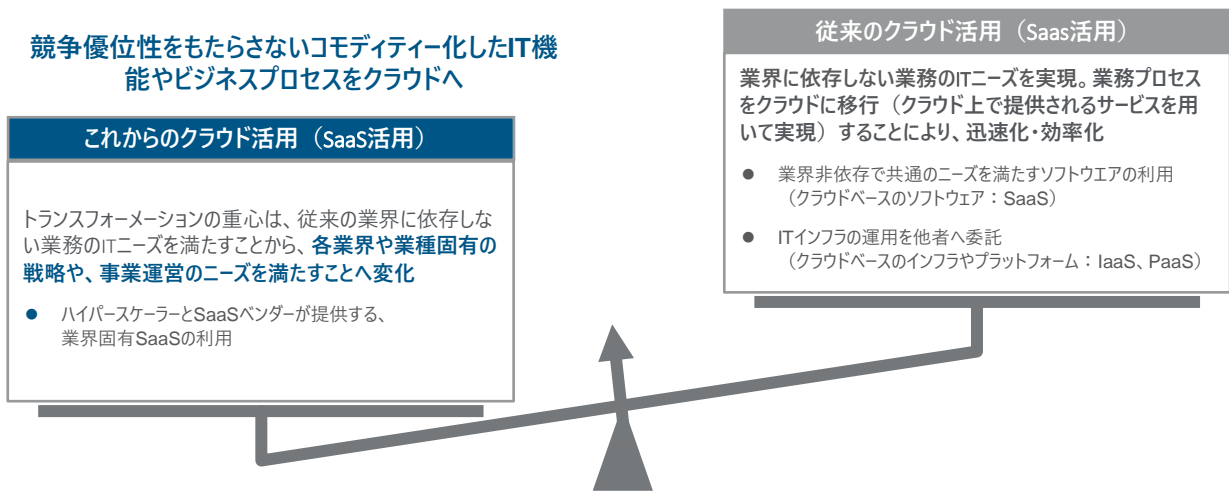 競争優位性をもたらさないコモディティー化したIT機
能やビジネスプロセスをクラウドへ
これからのクラウド活用（SaaS活用）
トランスフォーメーションの重心は、従来の業界に依存しな
い業務のITニーズを満たすことから、各業界や業種固有の
戦略や、事業運営のニーズを満たすことへ変化
● ハイパースケーラーとSaaSベンダーが提供する、
業界固有SaaSの利用
従来のクラウド活用（Saas活用）
業界に依存しない業務のITニーズを実現。業務プロセス
をクラウドに移行（クラウド上で提供されるサービスを用
いて実現）することにより、迅速化・効率化
● 業界非依存で共通のニーズを満たすソフトウエアの利用
（クラウドベースのソフトウェア：SaaS）
● ITインフラの運用を他者へ委託
（クラウドベースのインフラやプラットフォーム：IaaS、PaaS）